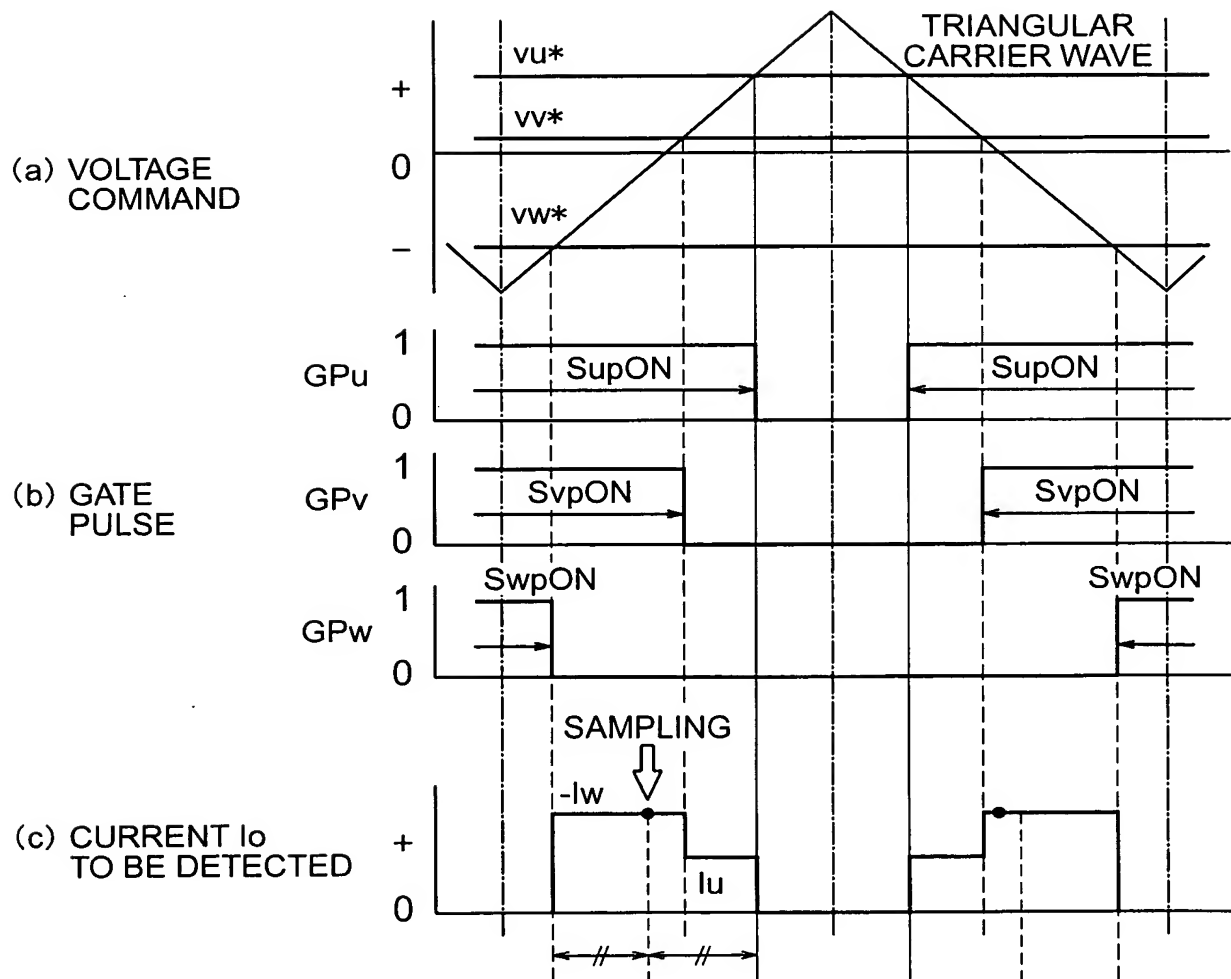 TRIANGULAR
CARRIER WAVE
vu*
+
vv*
0
(a) VOLTAGE
COMMAND
vw*
−
1
GPu
SupON
SupON
0
1
(b) GATE
PULSE
GPv
SvpON
SvpON
0
SwpON
SwpON
1
GPw
0
SAMPLING
-Iw
(c) CURRENT Io
TO BE DETECTED
+
Iu
0